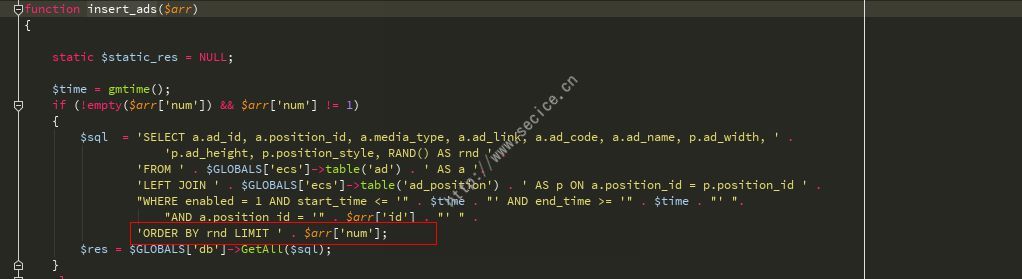 function insert_ads($arr)
{
static $static_res = NULL;
$time = gmtime();
if (!empty($arr['num']) && $arr['num'] != 1)
{
$sql  = 'SELECT a.ad_id, a.position_id, a.media_type, a.ad_link, a.ad_code, a.ad_name, p.ad_width, ' .
'p.ad_height, p.position_style, RAND() AS rnd ' .
'FROM ' . $GLOBALS['ecs']->table('ad') . ' AS a '.
'LEFT JOIN ' . $GLOBALS['ecs']->table('ad_position') . ' AS p ON a.position_id = p.position_id ' .
"WHERE enabled = 1 AND start_time <= '" . $time . "' AND end_time >= '" . $time . "' ".
"AND a.position_id = '" . $arr['id'] . "' " .
'ORDER BY rnd LIMIT ' . $arr['num'];
$res = $GLOBALS['db']->GetAll($sql);
}
http://www.secice.cn